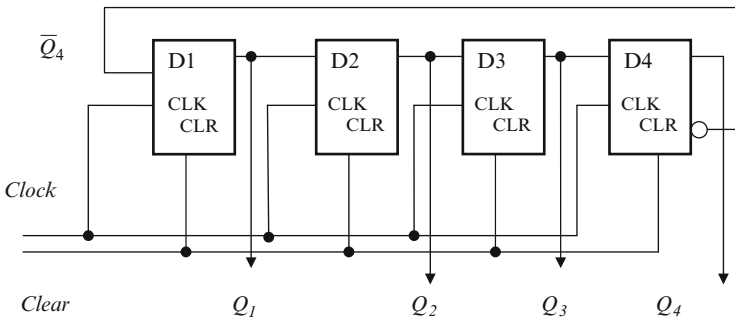 Q̅4
D1 D2 D3 D4
CLK CLK CLK CLK
CLR CLR CLR CLR
Clock
Clear Q1 Q2 Q3 Q4